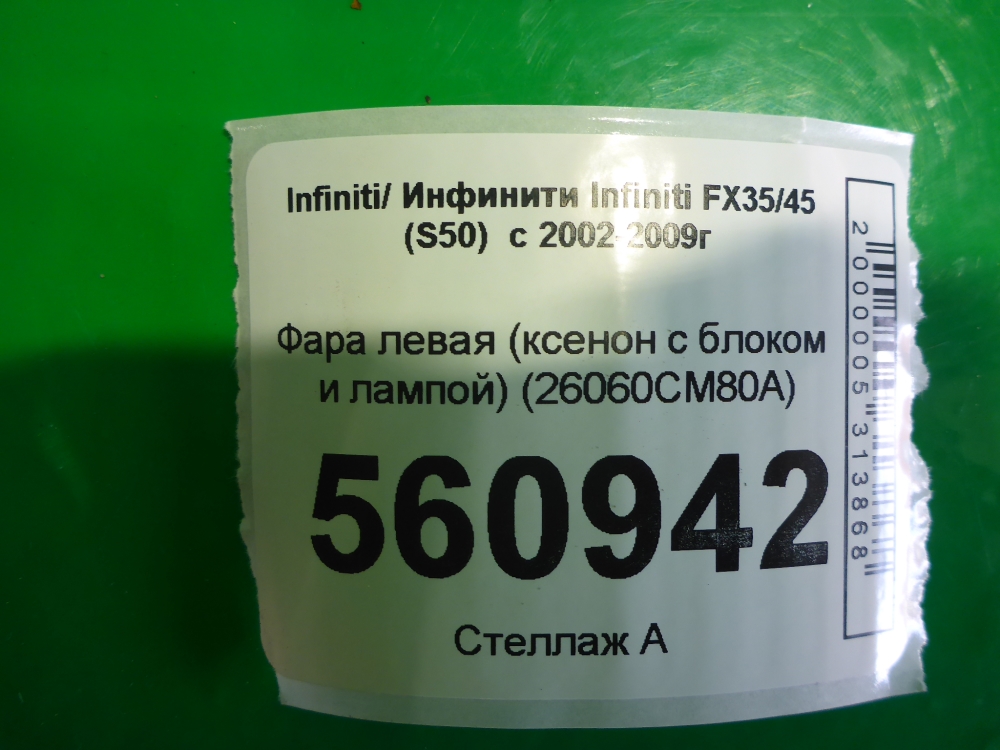 Infiniti/ Инфинити Infiniti FX35/45
(S50) с 2002-2009г
Фара левая (ксенон с блоком
и лампой) (26060CM80A)
560942
Стеллаж А
2000005313868